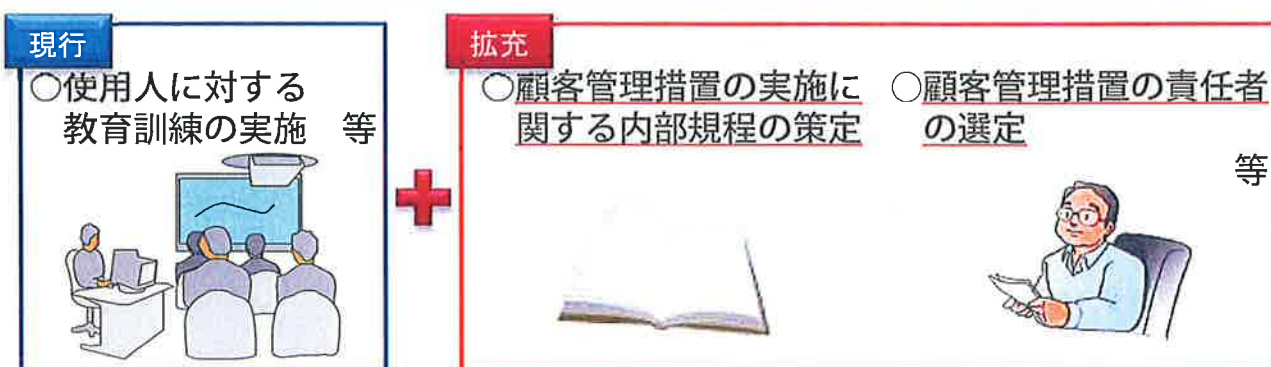 現行
○使用人に対する
教育訓練の実施 等
拡充
○顧客管理措置の実施に
関する内部規程の策定
○顧客管理措置の責任者
の選定
等